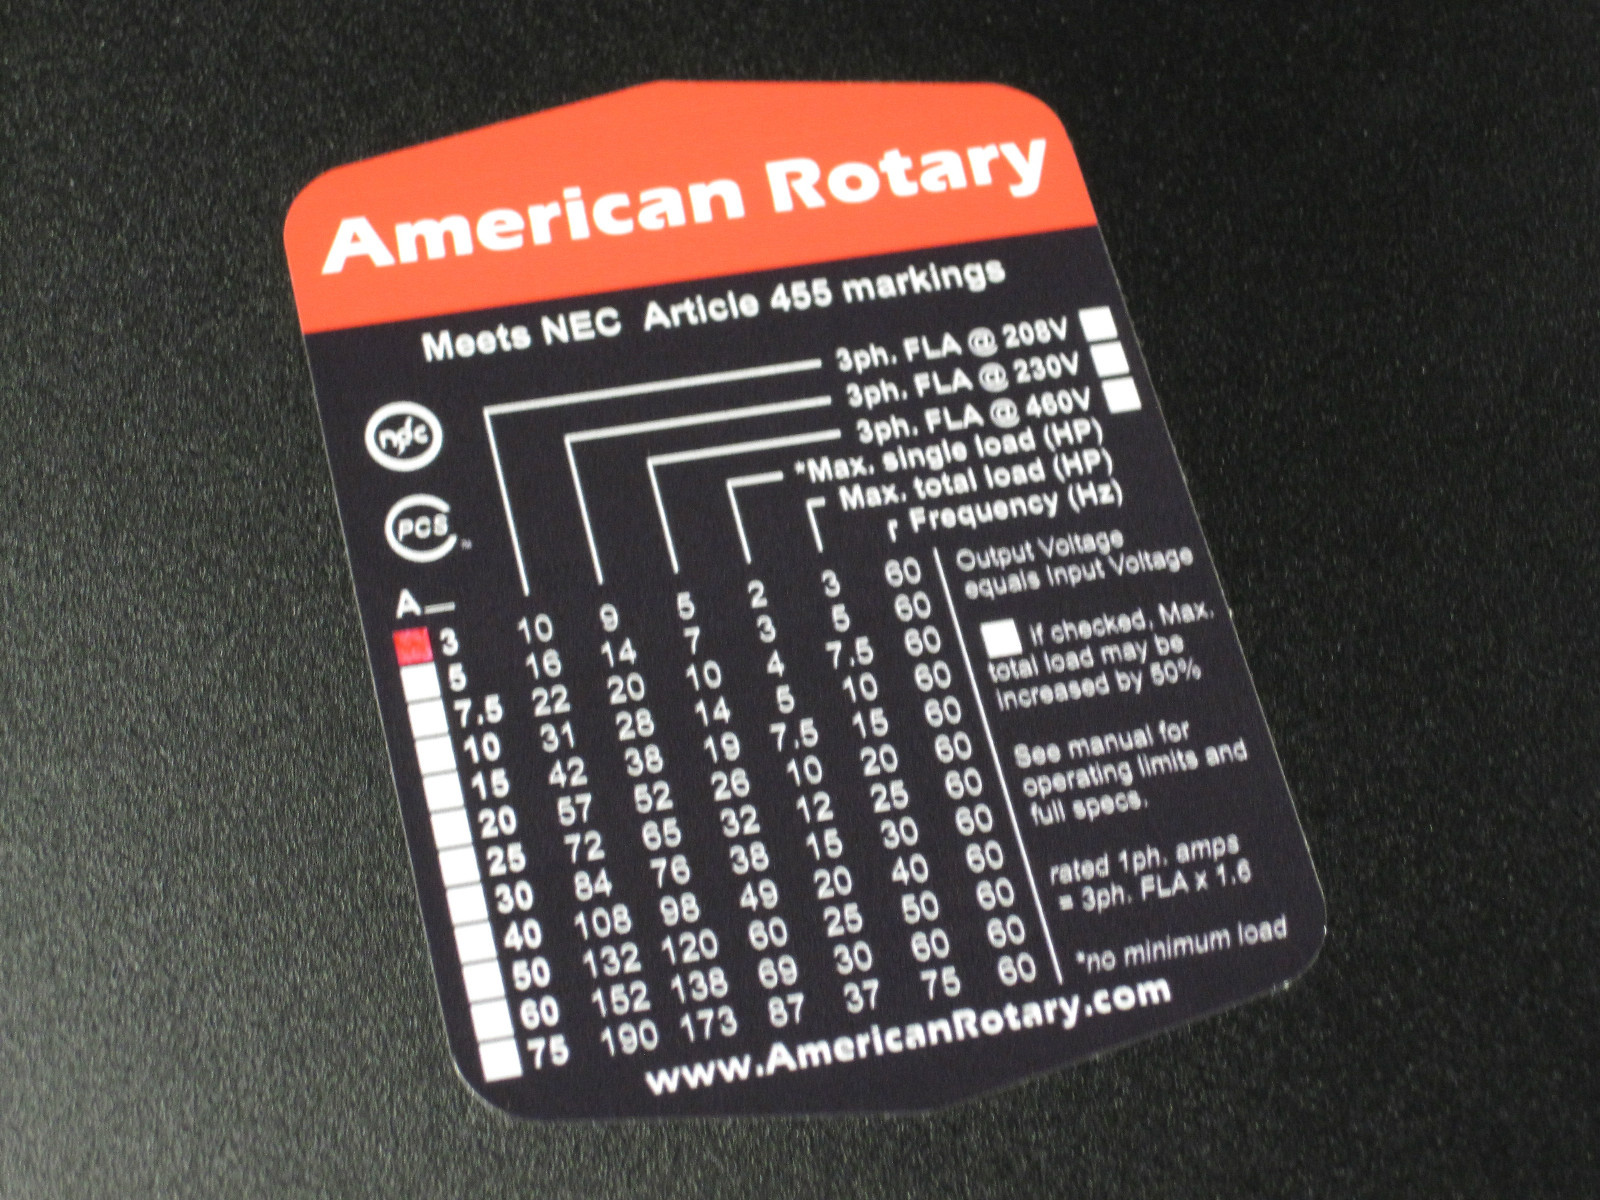 American Rotary
Meets NEC Article 455 markings
3ph. FLA @ 208V
3ph. FLA @ 230V
3ph. FLA @ 460V
*Max. single load (HP)
Max. total load (HP)
Frequency (Hz)
npc
PCS™
A—
3 10 9 5 2 3 60
5 16 14 7 3 5 60
7.5 22 20 10 4 7.5 60
10 31 28 14 5 10 60
15 42 38 19 7.5 15 60
20 57 52 26 10 20 60
25 72 65 32 12 25 60
30 84 76 38 15 30 60
40 108 98 49 20 40 60
50 132 120 60 25 50 60
60 152 138 69 30 60 60
75 190 173 87 37 75 60
Output Voltage
equals Input Voltage
If checked, Max.
total load may be
increased by 50%
See manual for
operating limits and
full specs.
rated 1ph. amps
= 3ph. FLA x 1.6
*no minimum load
www.AmericanRotary.com